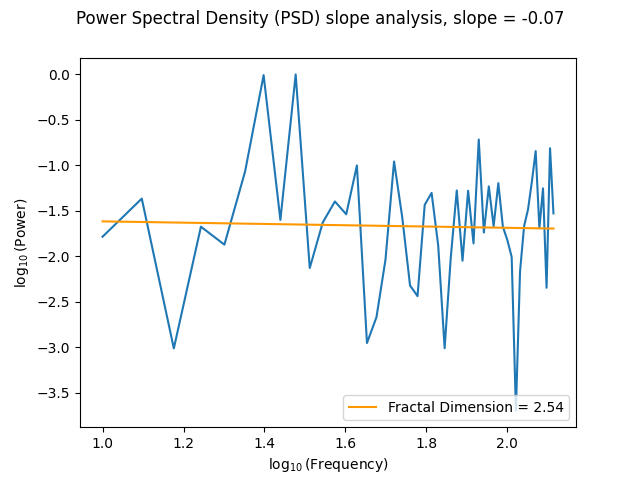 Power Spectral Density (PSD) slope analysis, slope = -0.07
0.0
−0.5
−1.0
−1.5
−2.0
−2.5
−3.0
−3.5
log₁₀(Power)
Fractal Dimension = 2.54
1.0 1.2 1.4 1.6 1.8 2.0
log₁₀(Frequency)